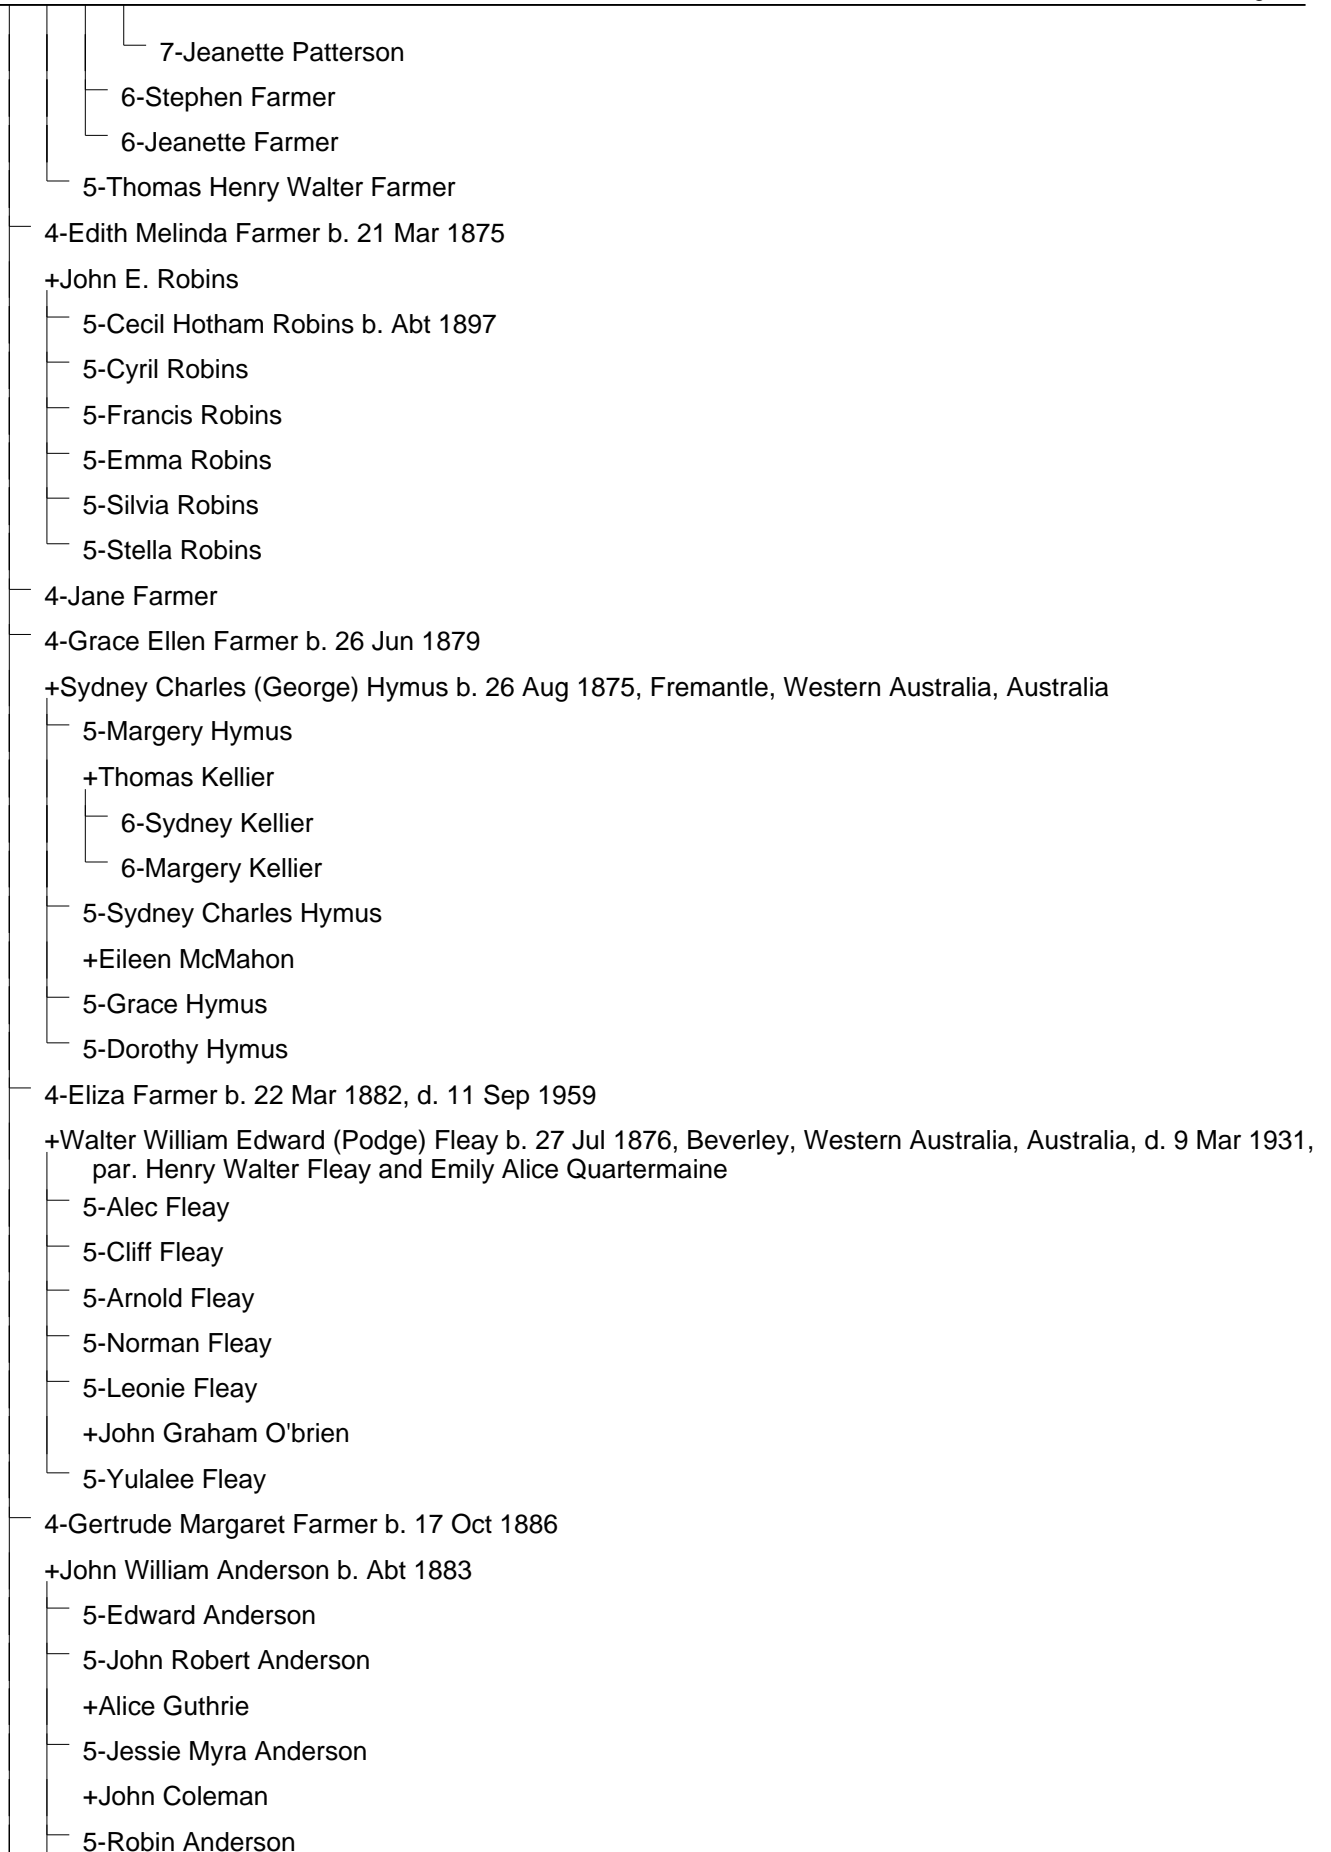 7-Jeanette Patterson
6-Stephen Farmer
6-Jeanette Farmer
5-Thomas Henry Walter Farmer
4-Edith Melinda Farmer b. 21 Mar 1875
+John E. Robins
5-Cecil Hotham Robins b. Abt 1897
5-Cyril Robins
5-Francis Robins
5-Emma Robins
5-Silvia Robins
5-Stella Robins
4-Jane Farmer
4-Grace Ellen Farmer b. 26 Jun 1879
+Sydney Charles (George) Hymus b. 26 Aug 1875, Fremantle, Western Australia, Australia
5-Margery Hymus
+Thomas Kellier
6-Sydney Kellier
6-Margery Kellier
5-Sydney Charles Hymus
+Eileen McMahon
5-Grace Hymus
5-Dorothy Hymus
4-Eliza Farmer b. 22 Mar 1882, d. 11 Sep 1959
+Walter William Edward (Podge) Fleay b. 27 Jul 1876, Beverley, Western Australia, Australia, d. 9 Mar 1931,
par. Henry Walter Fleay and Emily Alice Quartermaine
5-Alec Fleay
5-Cliff Fleay
5-Arnold Fleay
5-Norman Fleay
5-Leonie Fleay
+John Graham O'brien
5-Yulalee Fleay
4-Gertrude Margaret Farmer b. 17 Oct 1886
+John William Anderson b. Abt 1883
5-Edward Anderson
5-John Robert Anderson
+Alice Guthrie
5-Jessie Myra Anderson
+John Coleman
5-Robin Anderson